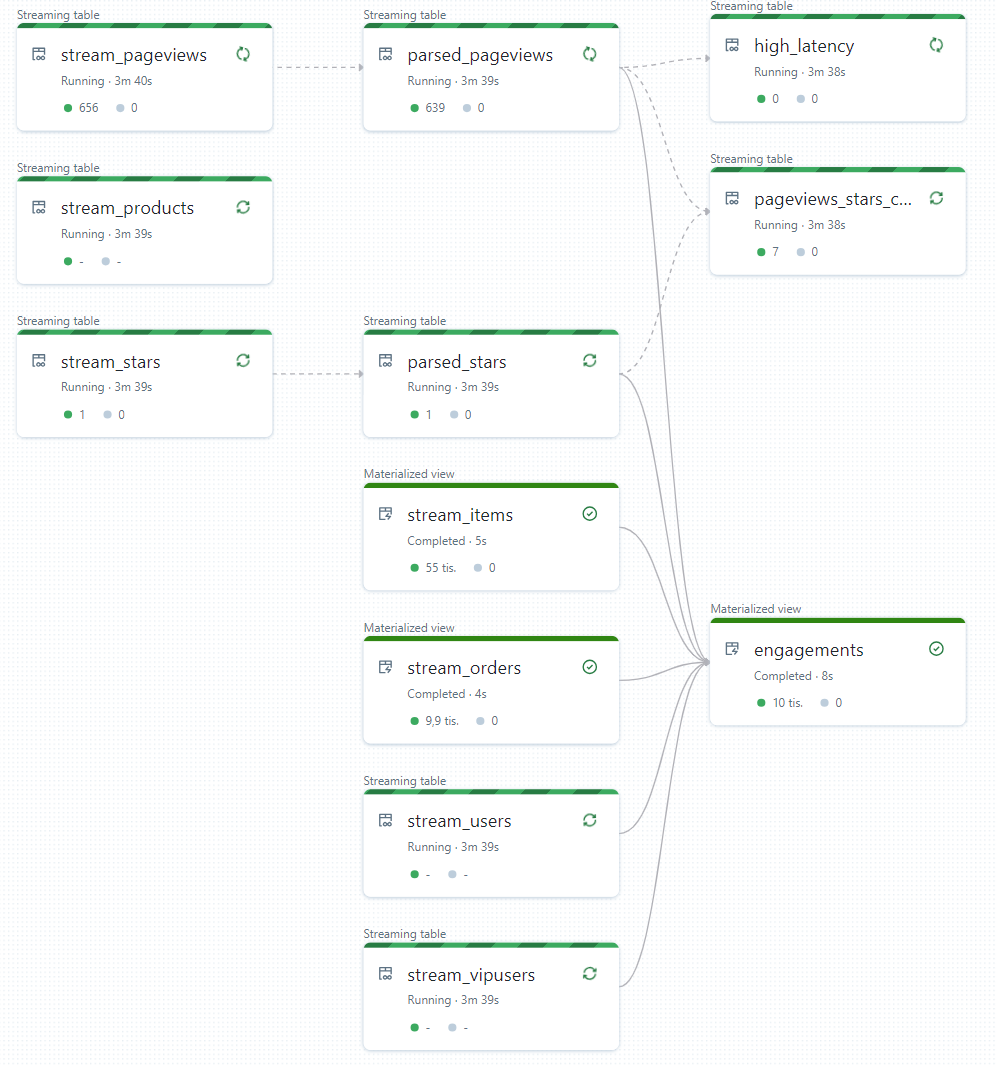 Streaming table
stream_pageviews
Running · 3m 40s
656 0
Streaming table
parsed_pageviews
Running · 3m 39s
639 0
Streaming table
high_latency
Running · 3m 38s
0 0
Streaming table
stream_products
Running · 3m 39s
- -
Streaming table
pageviews_stars_c...
Running · 3m 38s
7 0
Streaming table
stream_stars
Running · 3m 39s
1 0
Streaming table
parsed_stars
Running · 3m 39s
1 0
Materialized view
stream_items
Completed · 5s
55 tis. 0
Materialized view
stream_orders
Completed · 4s
9,9 tis. 0
Materialized view
engagements
Completed · 8s
10 tis. 0
Streaming table
stream_users
Running · 3m 39s
- -
Streaming table
stream_vipusers
Running · 3m 39s
- -